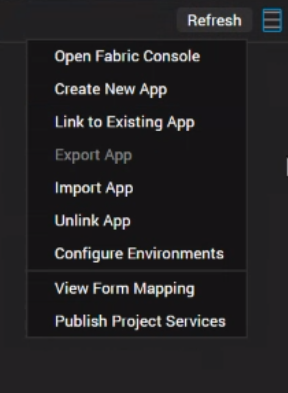 Refresh
Open Fabric Console
Create New App
Link to Existing App
Export App
Import App
Unlink App
Configure Environments
View Form Mapping
Publish Project Services